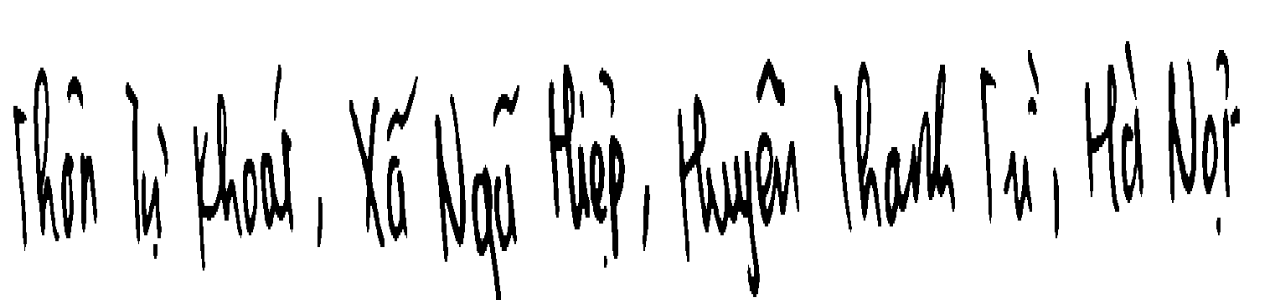 Thôn Tự Khoát, Xã Ngũ Hiệp, Huyện Thanh Trì, Hà Nội